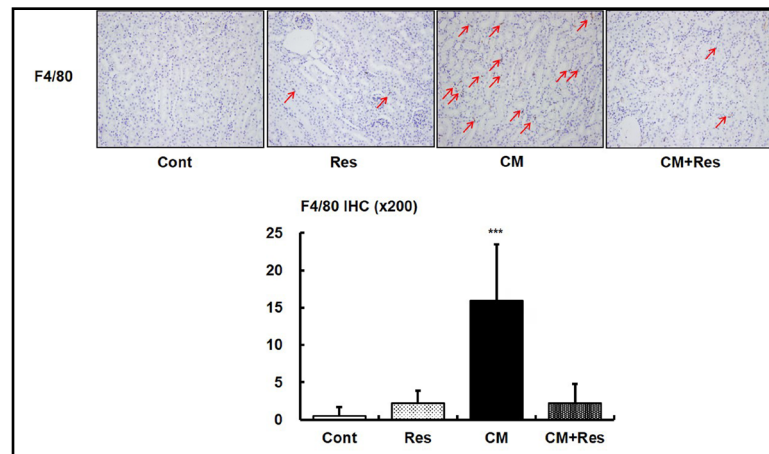 F4/80
Cont Res CM CM+Res
F4/80 IHC (x200)
25
***
20
15
10
5
0
Cont Res CM CM+Res